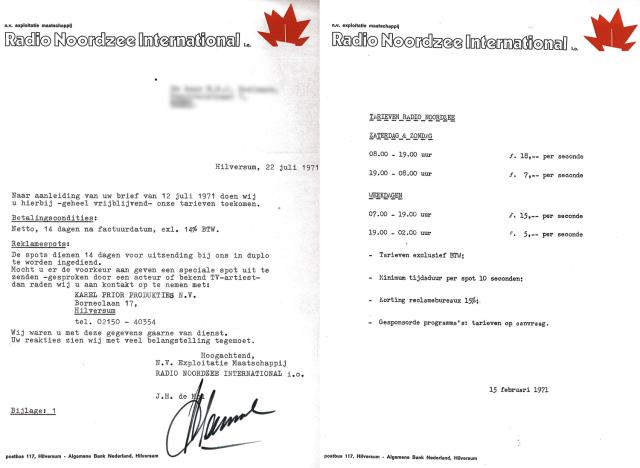 n.v. exploitatie maatschappij
Radio Noordzee International i.o.
Hilversum, 22 juli 1971
Naar aanleiding van uw brief van 12 juli 1971 doen wij
u hierbij -geheel vrijblijvend- onze tarieven toekomen.
Betalingscondities:
Netto, 14 dagen na factuurdatum, exl. 14% BTW.
Reklamespots:
De spots dienen 14 dagen voor uitzending bij ons in duplo
te worden ingediend.
Mocht u er de voorkeur aan geven een speciale spot uit te
zenden -gesproken door een acteur of bekend TV-artiest-
dan raden wij u aan kontakt op te nemen met:
KAREL PRIOR PRODUKTIES N.V.
Borneolaan 17,
Hilversum
tel. 02150 - 40354
Wij waren u met deze gegevens gaarne van dienst.
Uw reakties zien wij met veel belangstelling tegemoet.
Hoogachtend,
N.V. Exploitatie Maatschappij
RADIO NOORDZEE INTERNATIONAL i.o.
J.H. de
Bijlage: 1
postbus 117, Hilversum - Algemene Bank Nederland, Hilversum
n.v. exploitatie maatschappij
Radio Noordzee International i.o.
TARIEVEN RADIO NOORDZEE
ZATERDAG & ZONDAG
08.00 - 19.00 uur f. 18,-- per seconde
19.00 - 08.00 uur f. 7,-- per seconde
WEEKDAGEN
07.00 - 19.00 uur f. 15,-- per seconde
19.00 - 02.00 uur f. 5,-- per seconde
- Tarieven exclusief BTW;
- Minimum tijdsduur per spot 10 seconden;
- Korting reclamebureaux 15%;
- Gesponsorde programma's: tarieven op aanvraag.
15 februari 1971
postbus 117, Hilversum - Algemene Bank Nederland, Hilversum